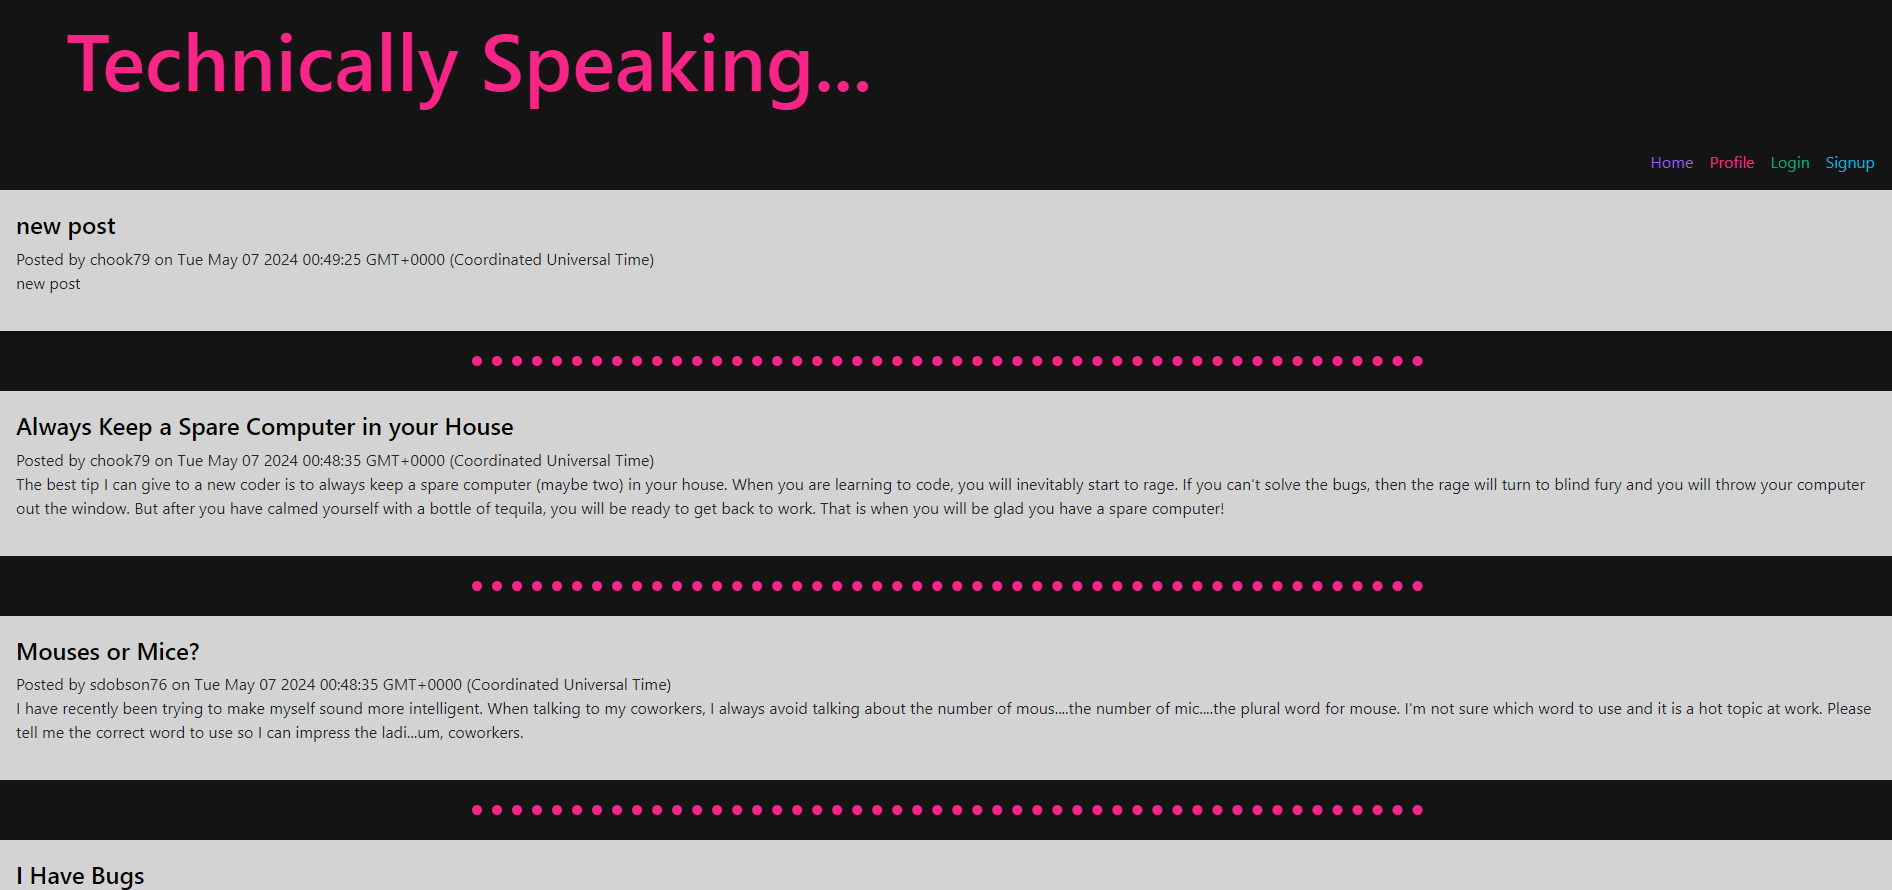 Technically Speaking...
Home Profile Login Signup
new post
Posted by chook79 on Tue May 07 2024 00:49:25 GMT+0000 (Coordinated Universal Time)
new post
Always Keep a Spare Computer in your House
Posted by chook79 on Tue May 07 2024 00:48:35 GMT+0000 (Coordinated Universal Time)
The best tip I can give to a new coder is to always keep a spare computer (maybe two) in your house. When you are learning to code, you will inevitably start to rage. If you can't solve the bugs, then the rage will turn to blind fury and you will throw your computer
out the window. But after you have calmed yourself with a bottle of tequila, you will be ready to get back to work. That is when you will be glad you have a spare computer!
Mouses or Mice?
Posted by sdobson76 on Tue May 07 2024 00:48:35 GMT+0000 (Coordinated Universal Time)
I have recently been trying to make myself sound more intelligent. When talking to my coworkers, I always avoid talking about the number of mous....the number of mic....the plural word for mouse. I'm not sure which word to use and it is a hot topic at work. Please
tell me the correct word to use so I can impress the ladi...um, coworkers.
I Have Bugs